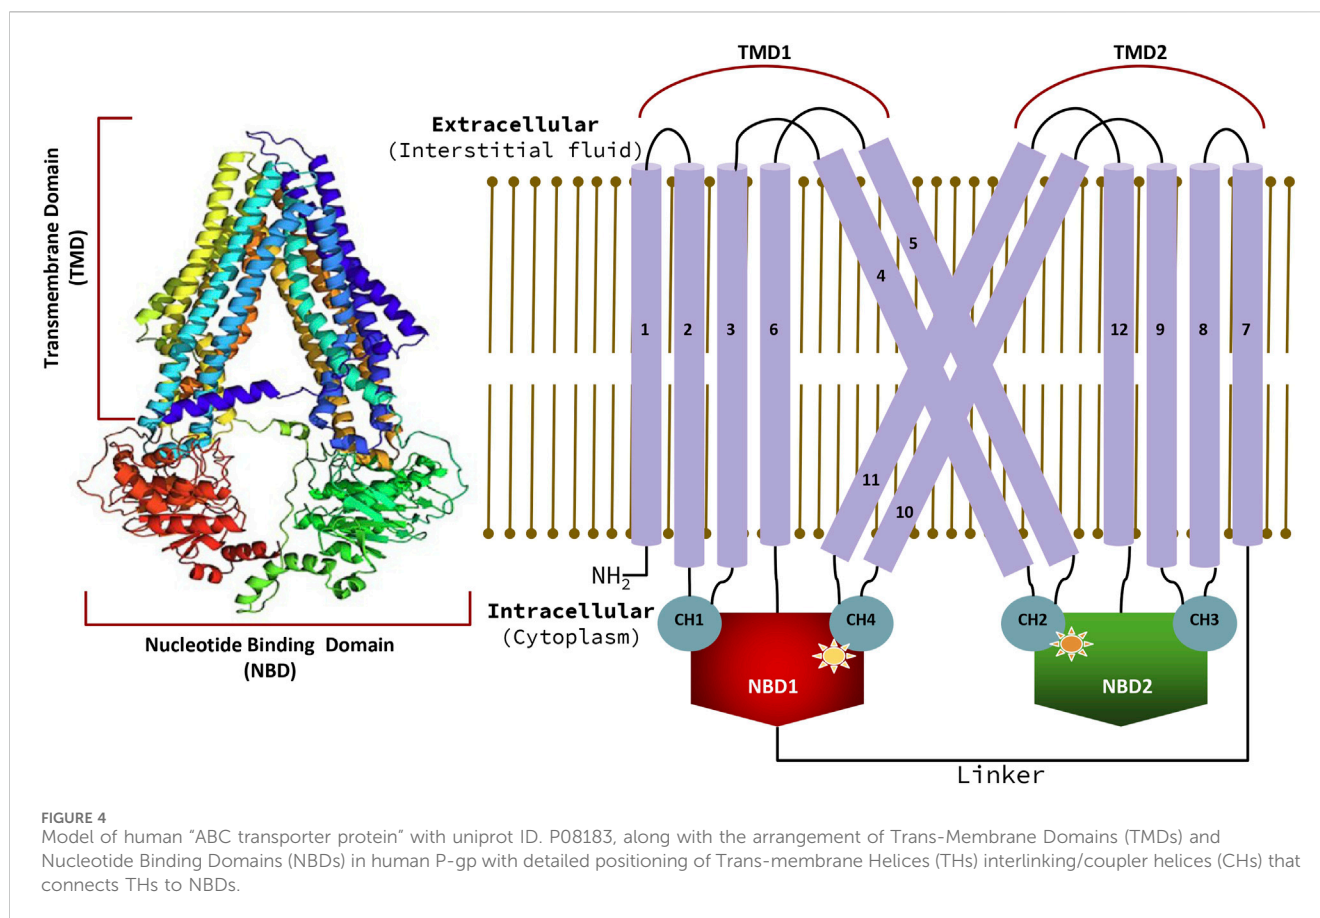 TMD1
TMD2
Extracellular
(Interstitial fluid)
Transmembrane Domain
(TMD)
5
4
1
2
3
6
12
9
8
7
11
10
NH2
Intracellular
(Cytoplasm)
CH1
CH4
CH2
CH3
Nucleotide Binding Domain
(NBD)
NBD1
NBD2
Linker
FIGURE 4
Model of human “ABC transporter protein” with uniprot ID. P08183, along with the arrangement of Trans-Membrane Domains (TMDs) and
Nucleotide Binding Domains (NBDs) in human P-gp with detailed positioning of Trans-membrane Helices (THs) interlinking/coupler helices (CHs) that
connects THs to NBDs.